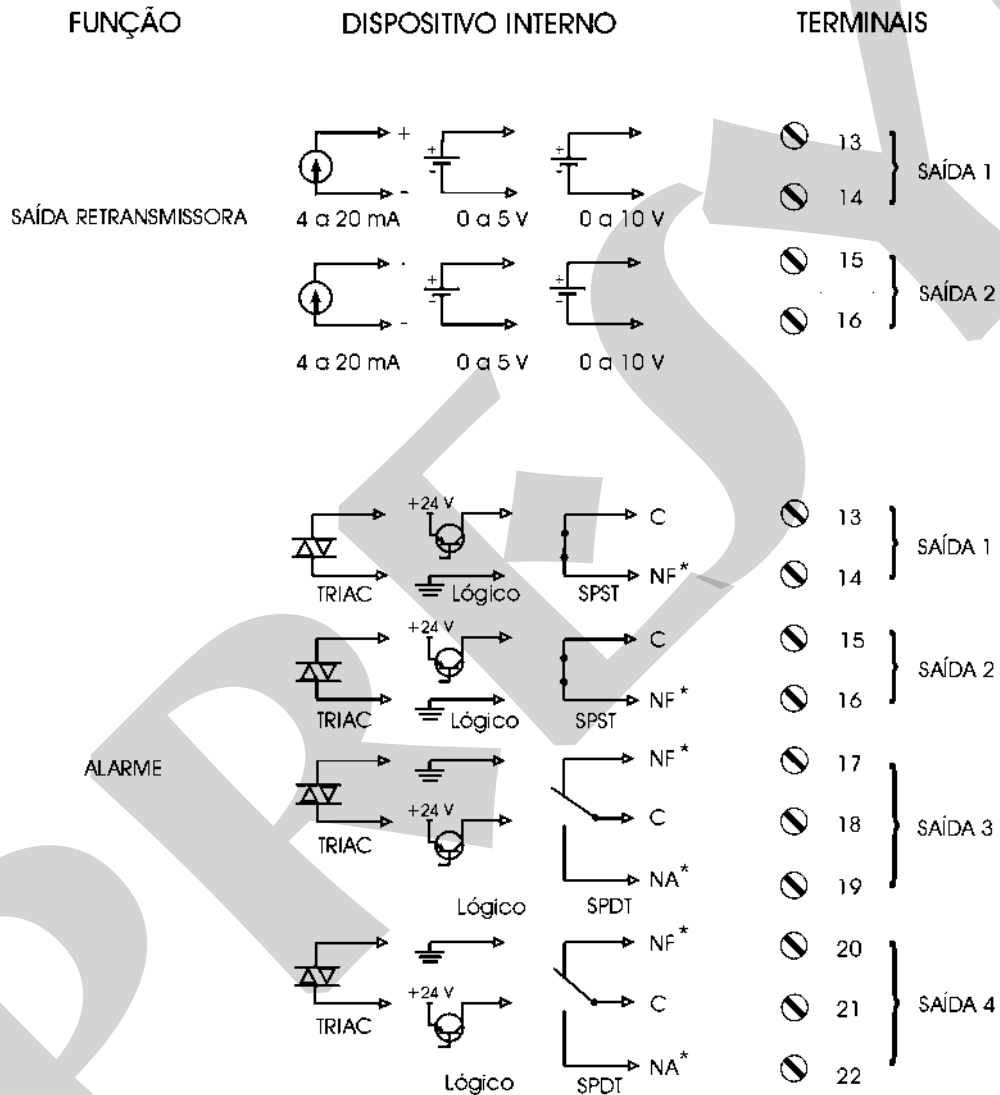 FUNÇÃO DISPOSITIVO INTERNO TERMINAIS
+ + + 13
- - SAÍDA 1
- 14
SAÍDA RETRANSMISSORA 4 a 20 mA 0 a 5 V 0 a 10 V
+ + 15
- - SAÍDA 2
- 16
4 a 20 mA 0 a 5 V 0 a 10 V
+24 V C 13
SAÍDA 1
NF* 14
TRIAC Lógico SPST
+24 V C 15
SAÍDA 2
NF* 16
TRIAC Lógico SPST
ALARME NF* 17
+24 V C 18 SAÍDA 3
TRIAC
NA* 19
Lógico SPDT
NF* 20
+24 V C 21 SAÍDA 4
TRIAC
NA* 22
Lógico SPDT
PRESY